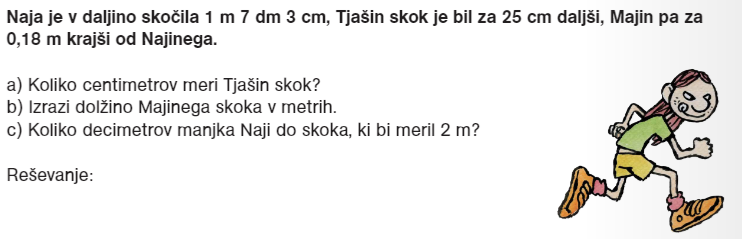 Naja je v daljino skočila 1 m 7 dm 3 cm, Tjašin skok je bil za 25 cm daljši, Majin pa za
0,18 m krajši od Najinega.
a) Koliko centimetrov meri Tjašin skok?
b) Izrazi dolžino Majinega skoka v metrih.
c) Koliko decimetrov manjka Naji do skoka, ki bi meril 2 m?
Reševanje: